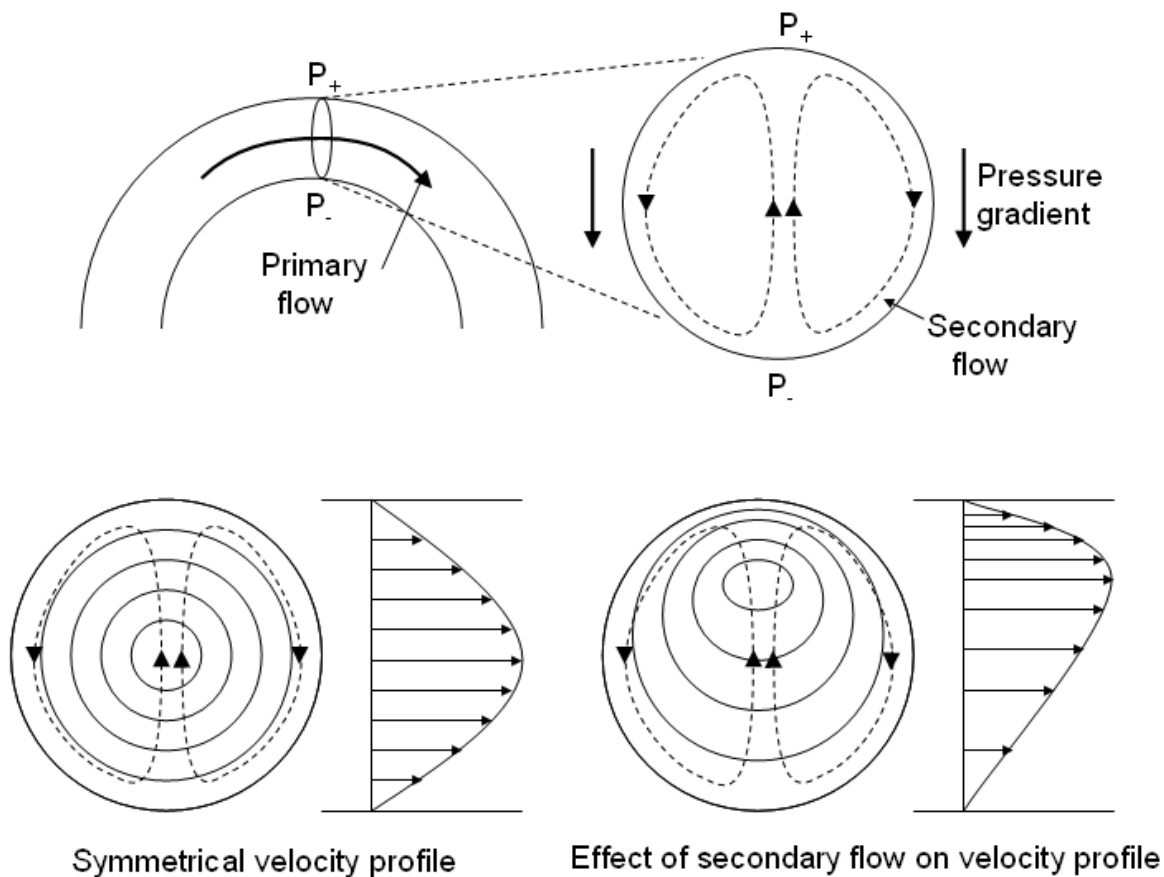 P+
P+
P-
Primary
flow
Pressure
gradient
Secondary
flow
P-
Symmetrical velocity profile
Effect of secondary flow on velocity profile